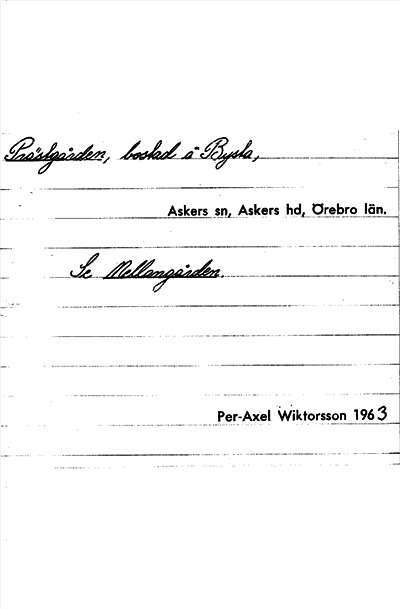 Prästgården, bostad å Bysta,
Askers sn, Askers hd, Örebro län.
Se Mellangården.
Per-Axel Wiktorsson 1963